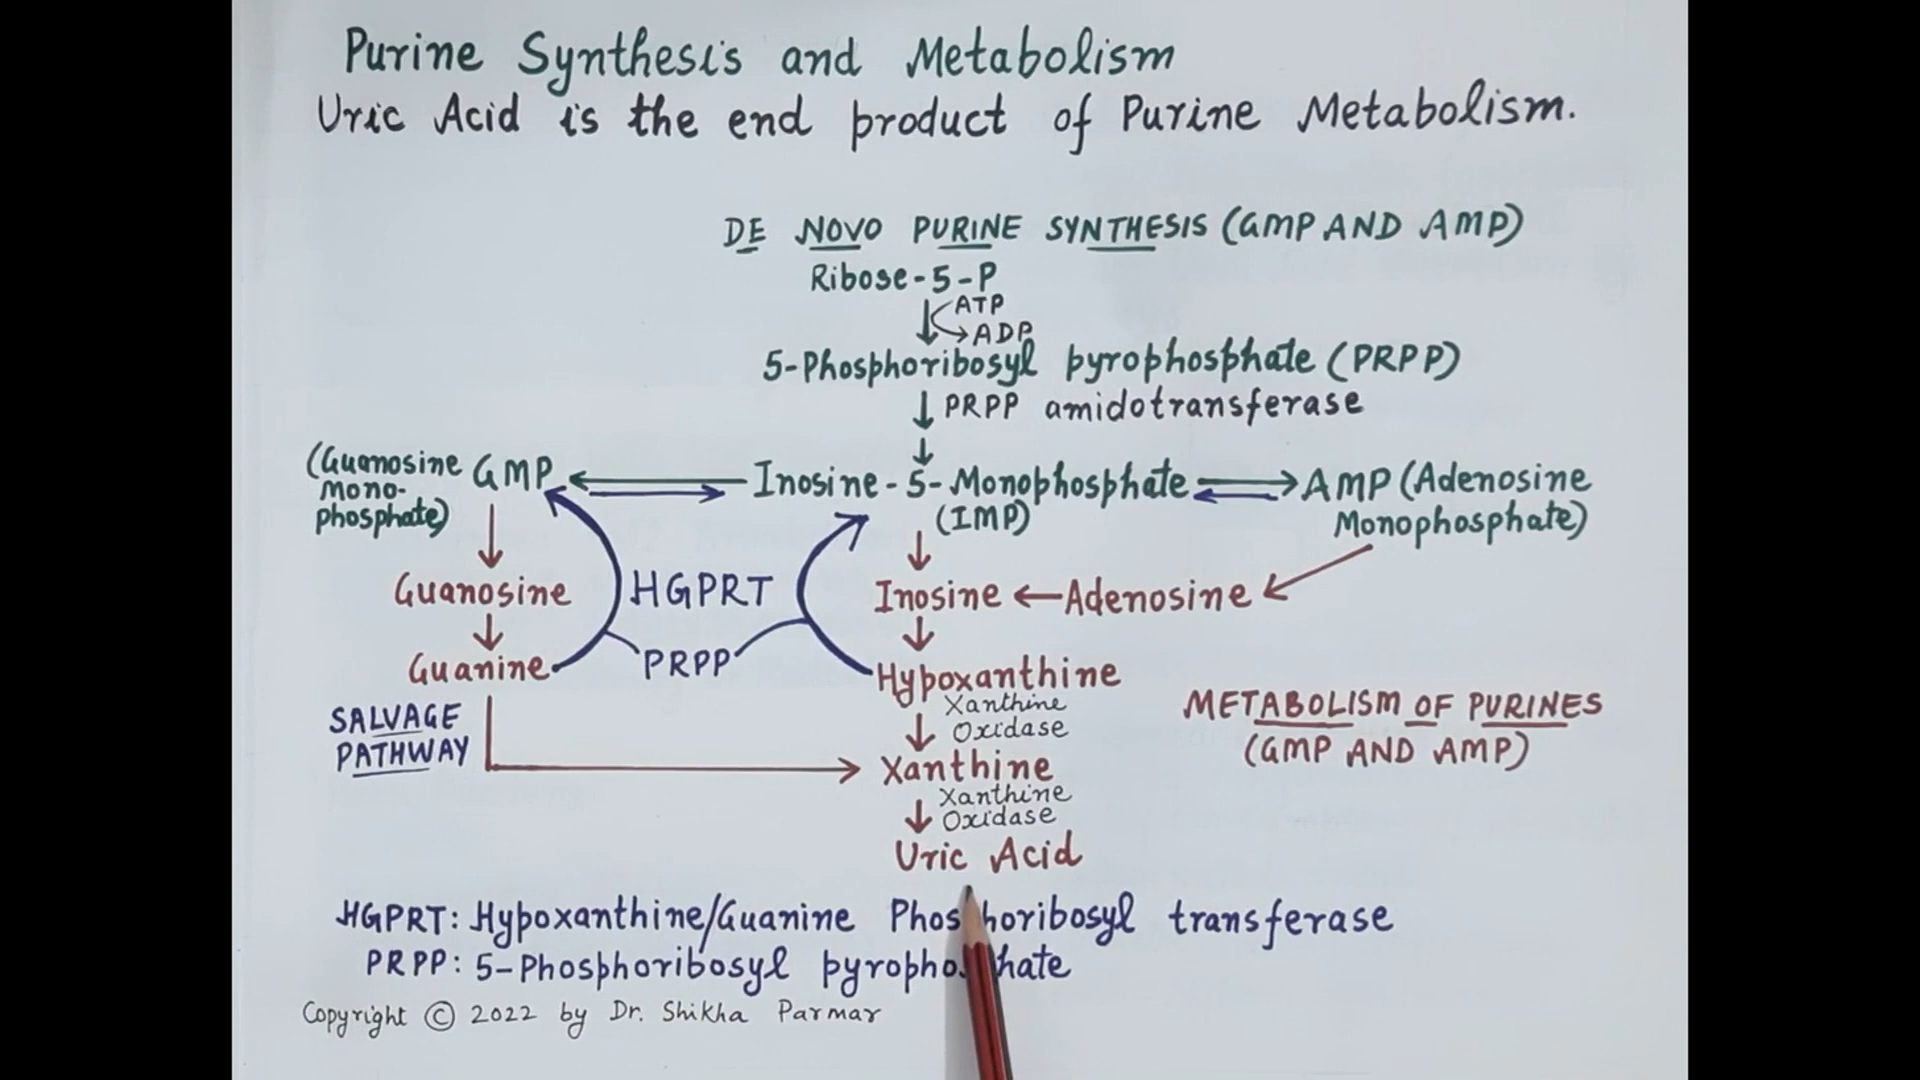 Purine Synthesis and Metabolism
Uric Acid is the end product of Purine Metabolism.
DE NOVO PURINE SYNTHESIS (GMP AND AMP)
Ribose-5-P
ATP
ADP
5-Phosphoribosyl pyrophosphate (PRPP)
PRPP amidotransferase
(Guanosine Mono-phosphate) GMP
Inosine-5-Monophosphate (IMP)
AMP (Adenosine Monophosphate)
Guanosine
HGPRT
Inosine
Adenosine
Guanine
PRPP
Hypoxanthine
Xanthine
Oxidase
SALVAGE
PATHWAY
METABOLISM OF PURINES
(GMP AND AMP)
Xanthine
Xanthine
Oxidase
Uric Acid
HGPRT: Hypoxanthine/Guanine Phosphoribosyl transferase
PRPP: 5-Phosphoribosyl pyrophosphate
Copyright © 2022 by Dr. Shikha Parmar